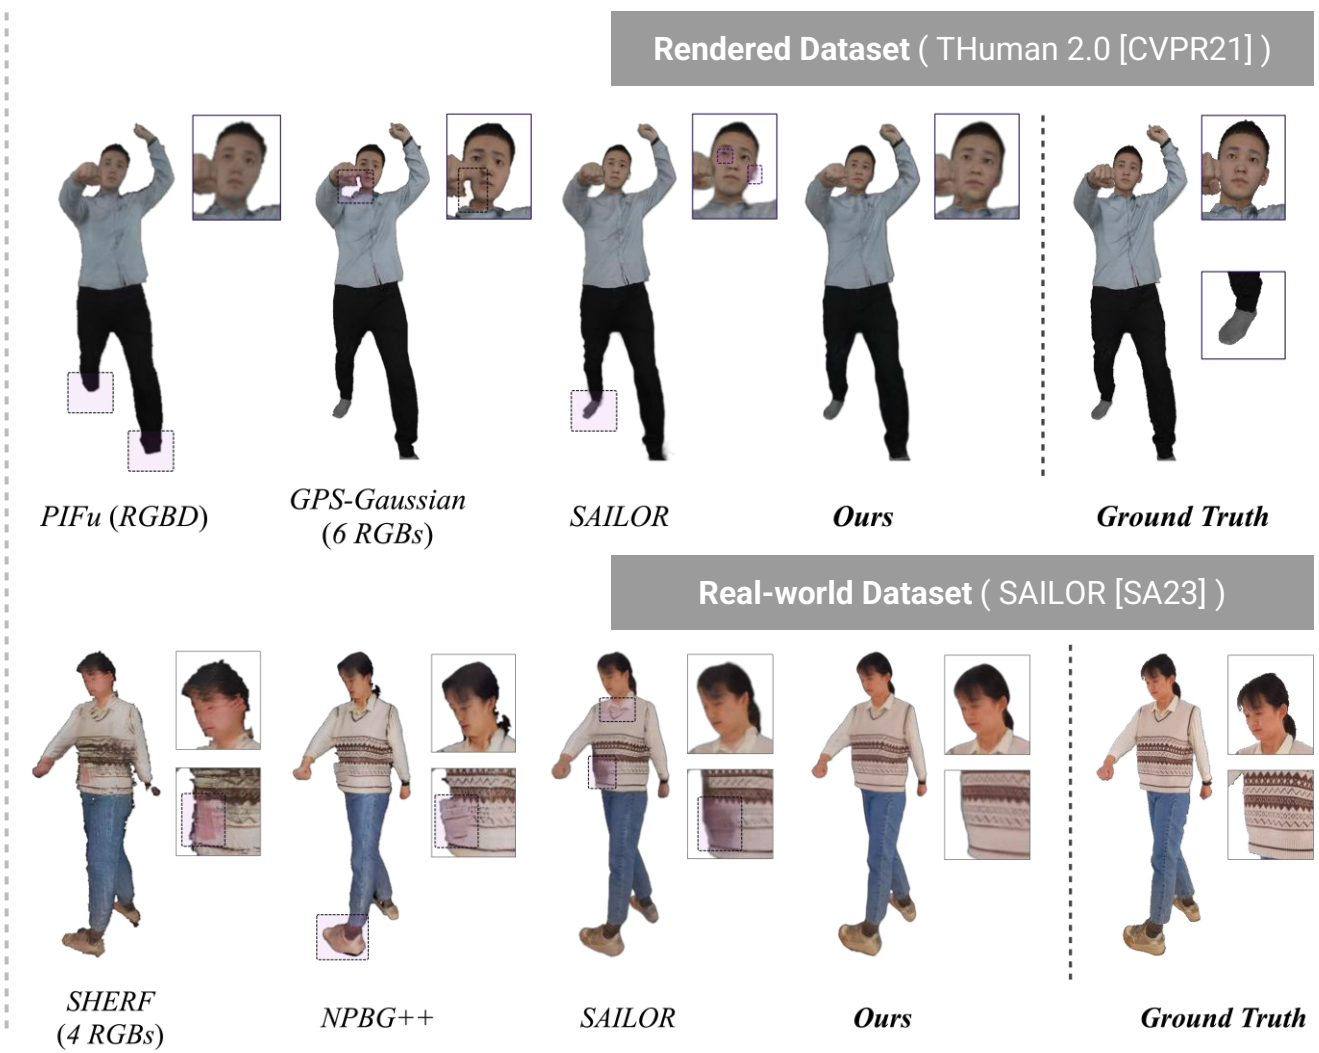 Rendered Dataset ( THuman 2.0 [CVPR21] )
PIFu (RGBD)
GPS-Gaussian
(6 RGBs)
SAILOR
Ours
Ground Truth
Real-world Dataset ( SAILOR [SA23] )
SHERF
(4 RGBs)
NPBG++
SAILOR
Ours
Ground Truth